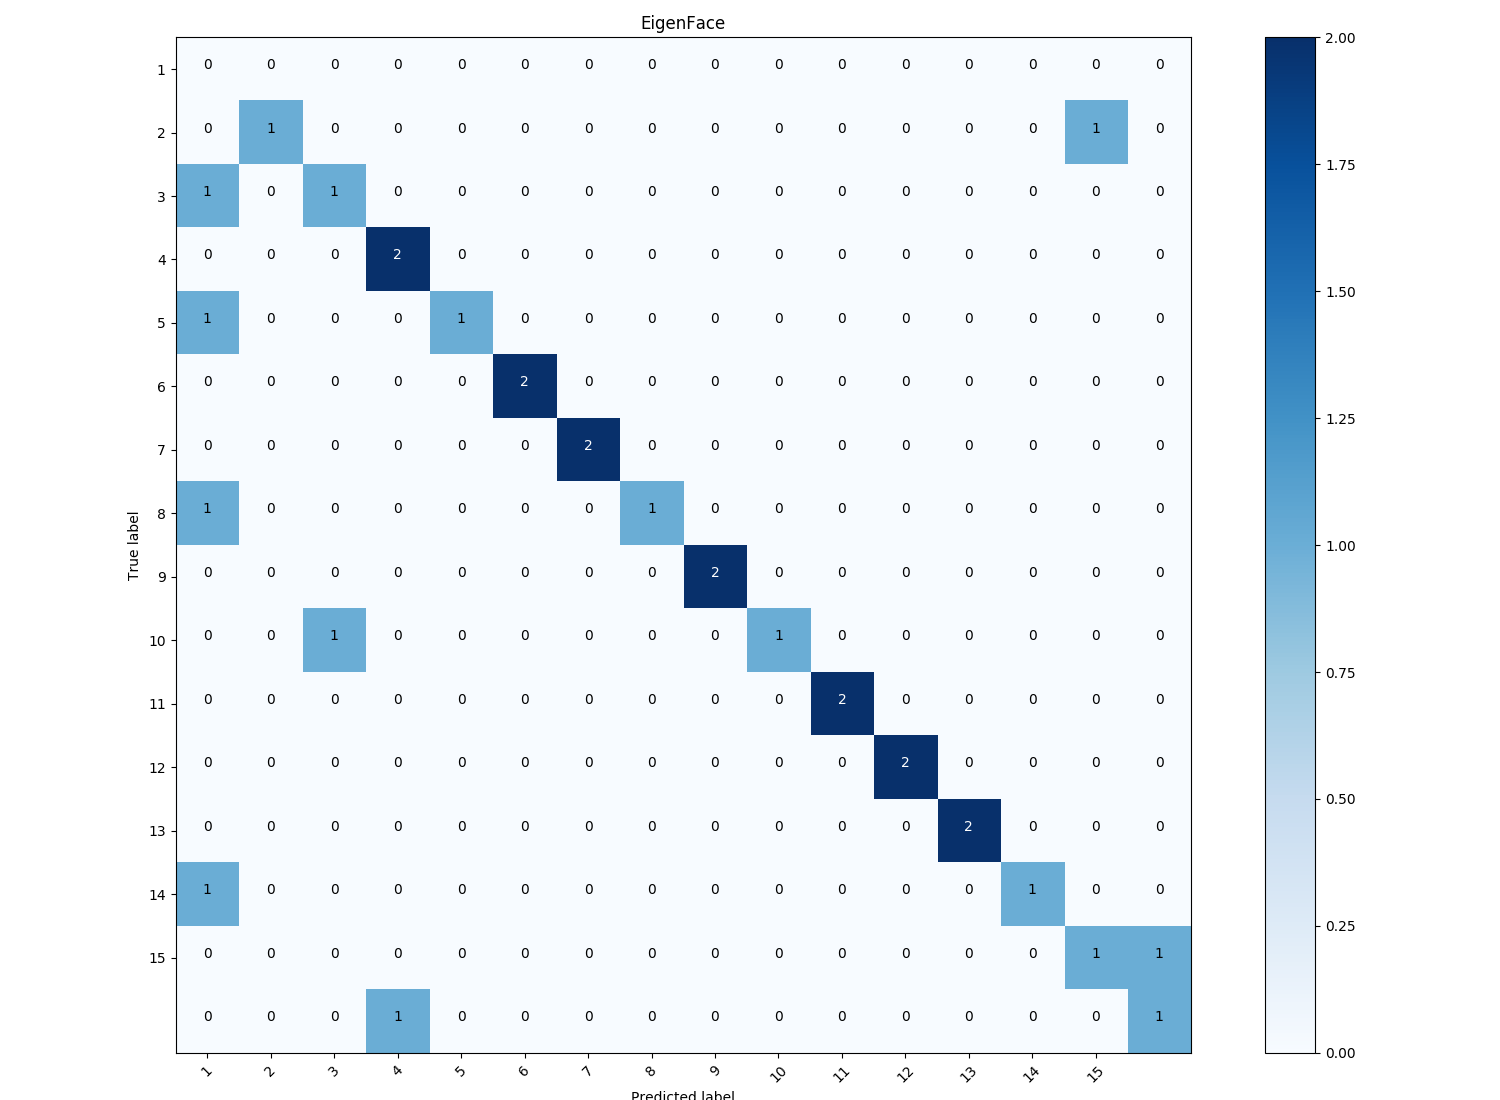 EigenFace
1 0 0 0 0 0 0 0 0 0 0 0 0 0 0 0 0
2 0 1 0 0 0 0 0 0 0 0 0 0 0 0 1 0
3 1 0 1 0 0 0 0 0 0 0 0 0 0 0 0 0
4 0 0 0 2 0 0 0 0 0 0 0 0 0 0 0 0
5 1 0 0 0 1 0 0 0 0 0 0 0 0 0 0 0
6 0 0 0 0 0 2 0 0 0 0 0 0 0 0 0 0
7 0 0 0 0 0 0 2 0 0 0 0 0 0 0 0 0
8 1 0 0 0 0 0 0 1 0 0 0 0 0 0 0 0
9 0 0 0 0 0 0 0 0 2 0 0 0 0 0 0 0
10 0 0 1 0 0 0 0 0 0 1 0 0 0 0 0 0
11 0 0 0 0 0 0 0 0 0 0 2 0 0 0 0 0
12 0 0 0 0 0 0 0 0 0 0 0 2 0 0 0 0
13 0 0 0 0 0 0 0 0 0 0 0 0 2 0 0 0
14 1 0 0 0 0 0 0 0 0 0 0 0 0 1 0 0
15 0 0 0 0 0 0 0 0 0 0 0 0 0 0 1 1
0 0 0 1 0 0 0 0 0 0 0 0 0 0 0 1
1 2 3 4 5 6 7 8 9 10 11 12 13 14 15
True label
Predicted label
2.00
1.75
1.50
1.25
1.00
0.75
0.50
0.25
0.00